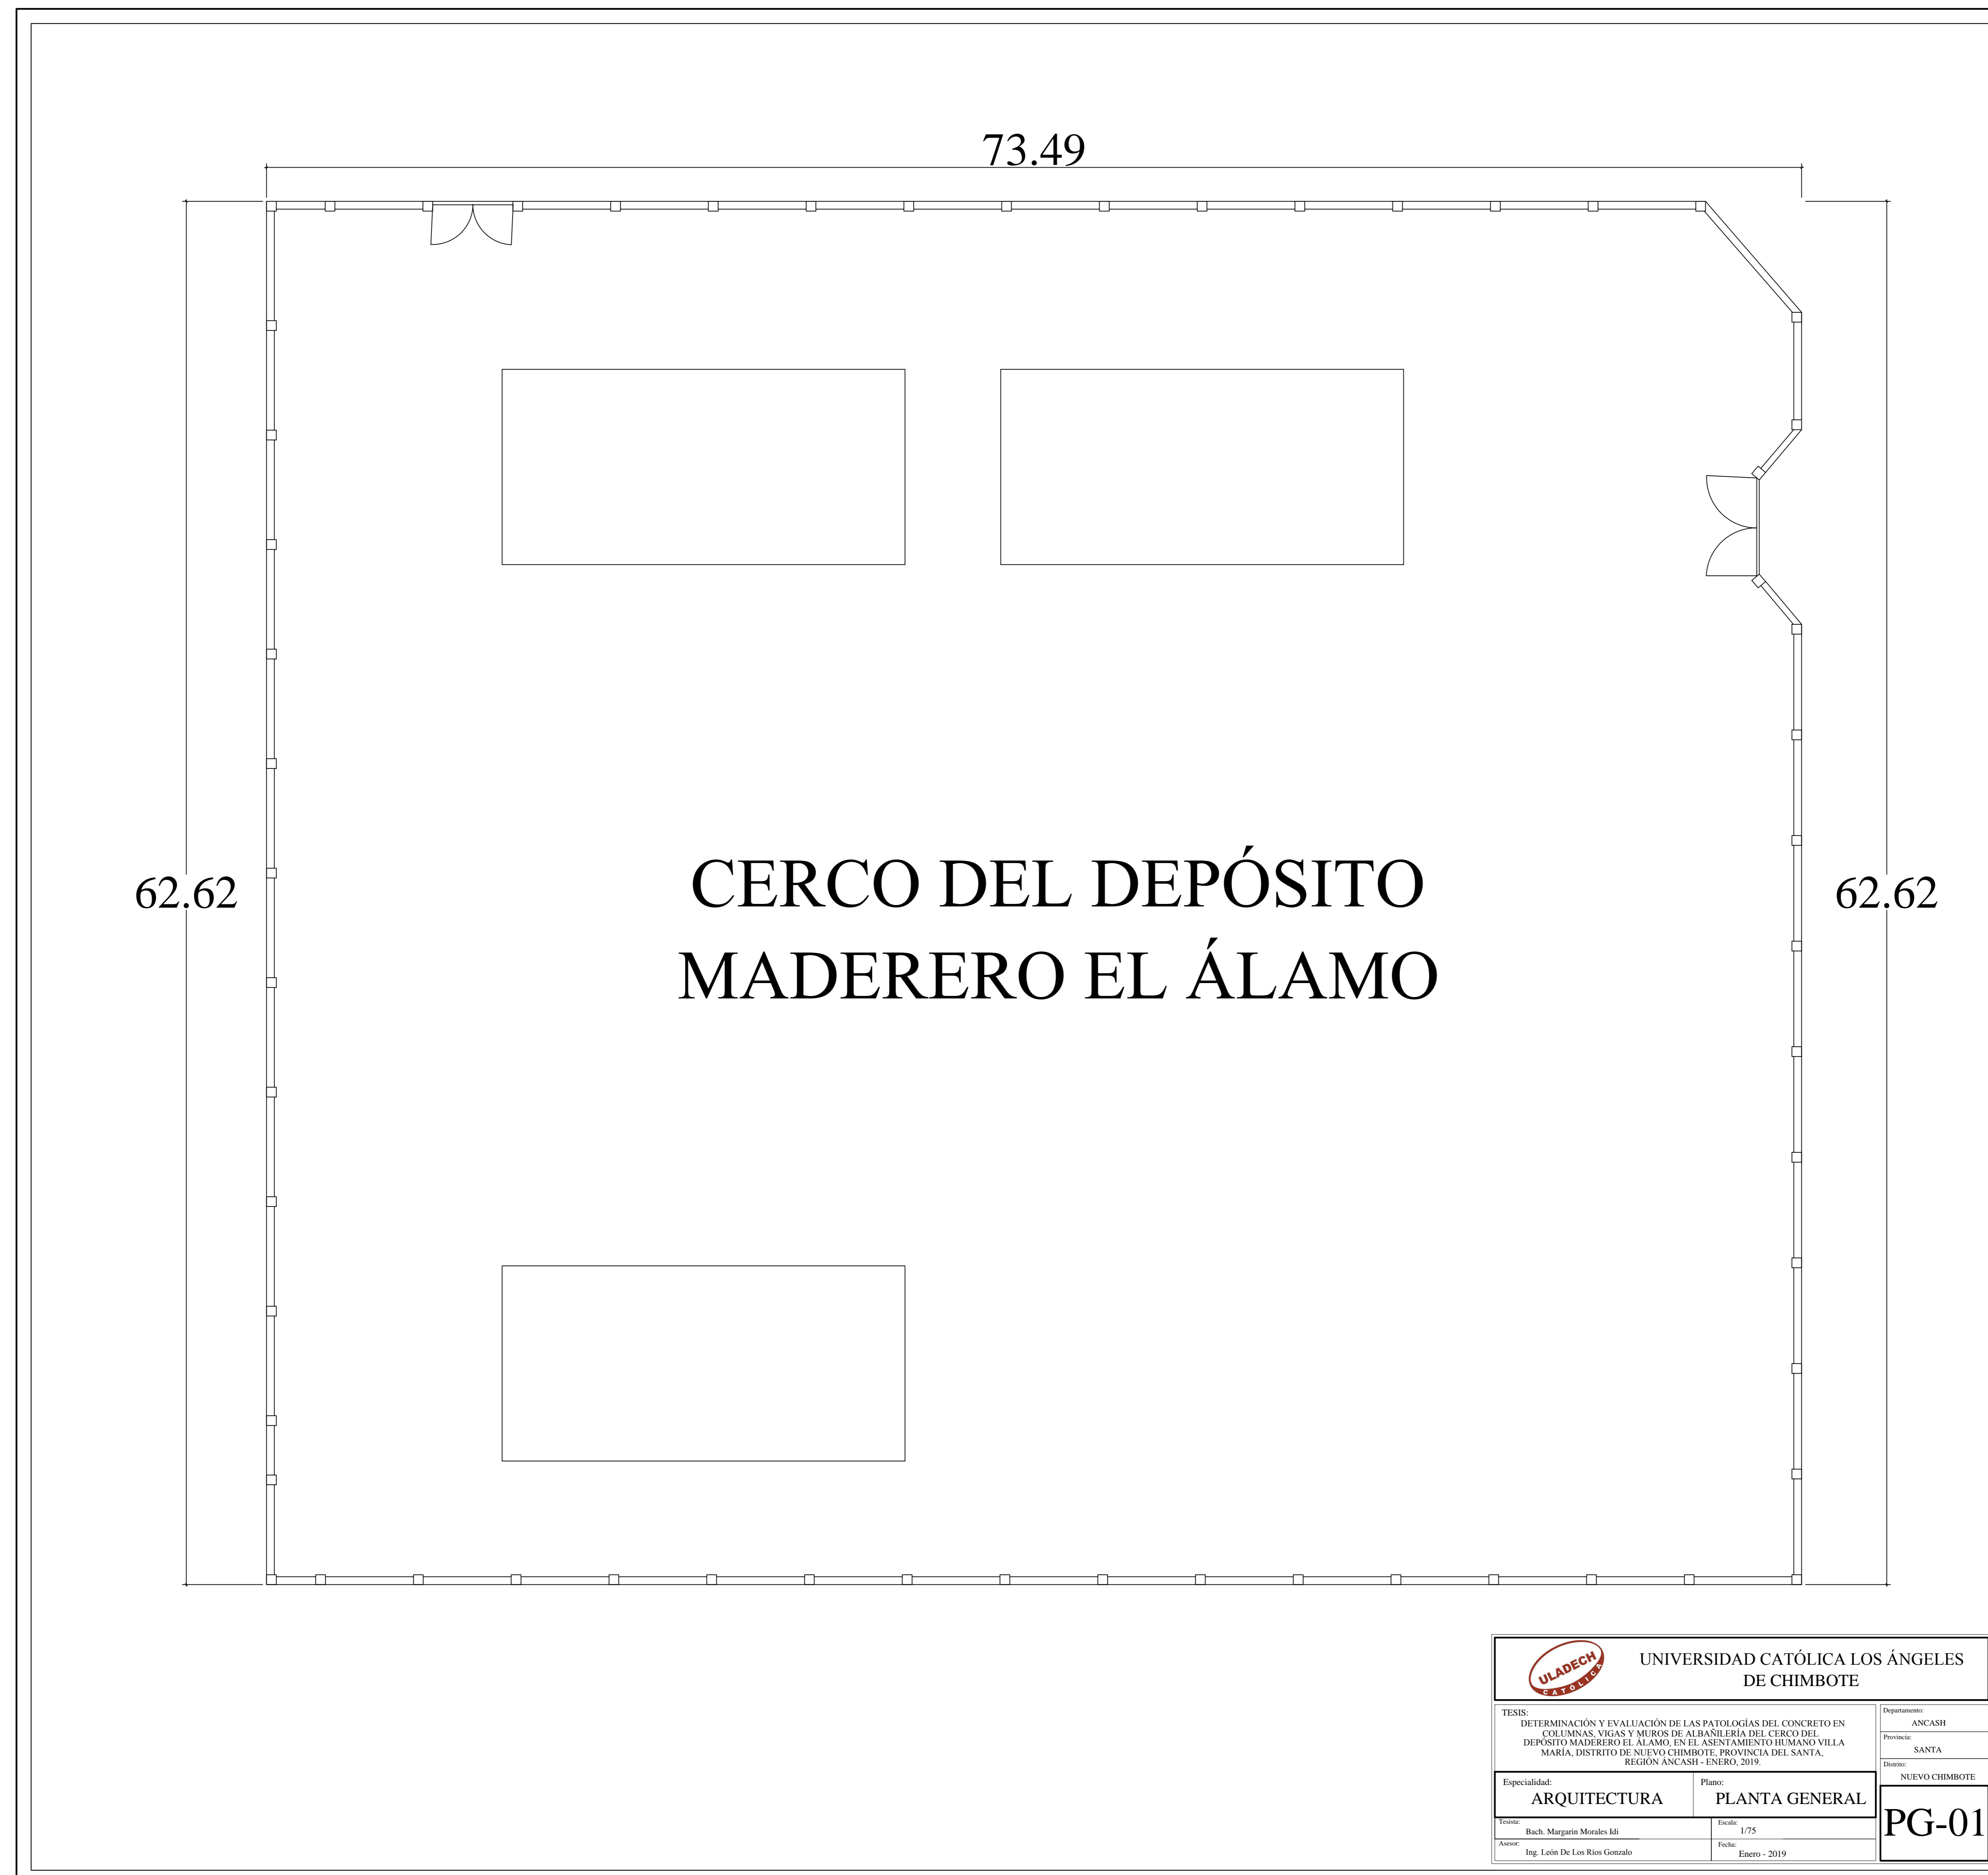 73.49
62.62
62.62
CERCO DEL DEPÓSITO
MADERERO EL ÁLAMO
ULADECH
CATÓLICA
UNIVERSIDAD CATÓLICA LOS ÁNGELES
DE CHIMBOTE
TESIS:
DETERMINACIÓN Y EVALUACIÓN DE LAS PATOLOGÍAS DEL CONCRETO EN
COLUMNAS, VIGAS Y MUROS DE ALBAÑILERÍA DEL CERCO DEL
DEPÓSITO MADERERO EL ÁLAMO, EN EL ASENTAMIENTO HUMANO VILLA
MARÍA, DISTRITO DE NUEVO CHIMBOTE, PROVINCIA DEL SANTA,
REGIÓN ÁNCASH - ENERO, 2019.
Departamento:
ANCASH
Provincia:
SANTA
Distrito:
NUEVO CHIMBOTE
Especialidad:
ARQUITECTURA
Plano:
PLANTA GENERAL
Tesista:
Bach. Margarin Morales Idi
Escala:
1/75
Asesor:
Ing. León De Los Rios Gonzalo
Fecha:
Enero - 2019
PG-01